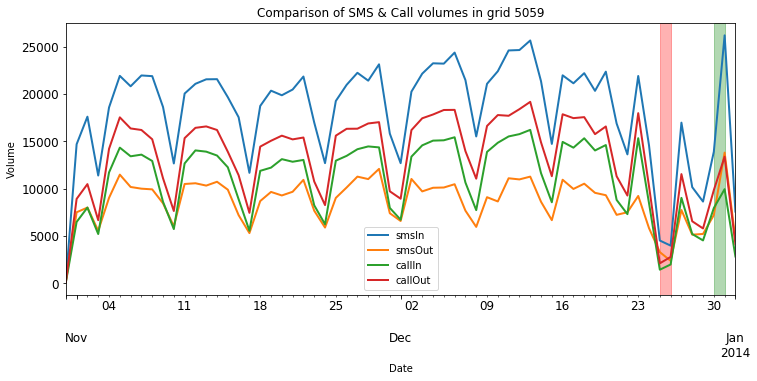 Comparison of SMS & Call volumes in grid 5059
25000
20000
15000
10000
5000
0
Volume
smsIn
smsOut
callIn
callOut
04 11 18 25 02 09 16 23 30
Nov Dec Jan
2014
Date